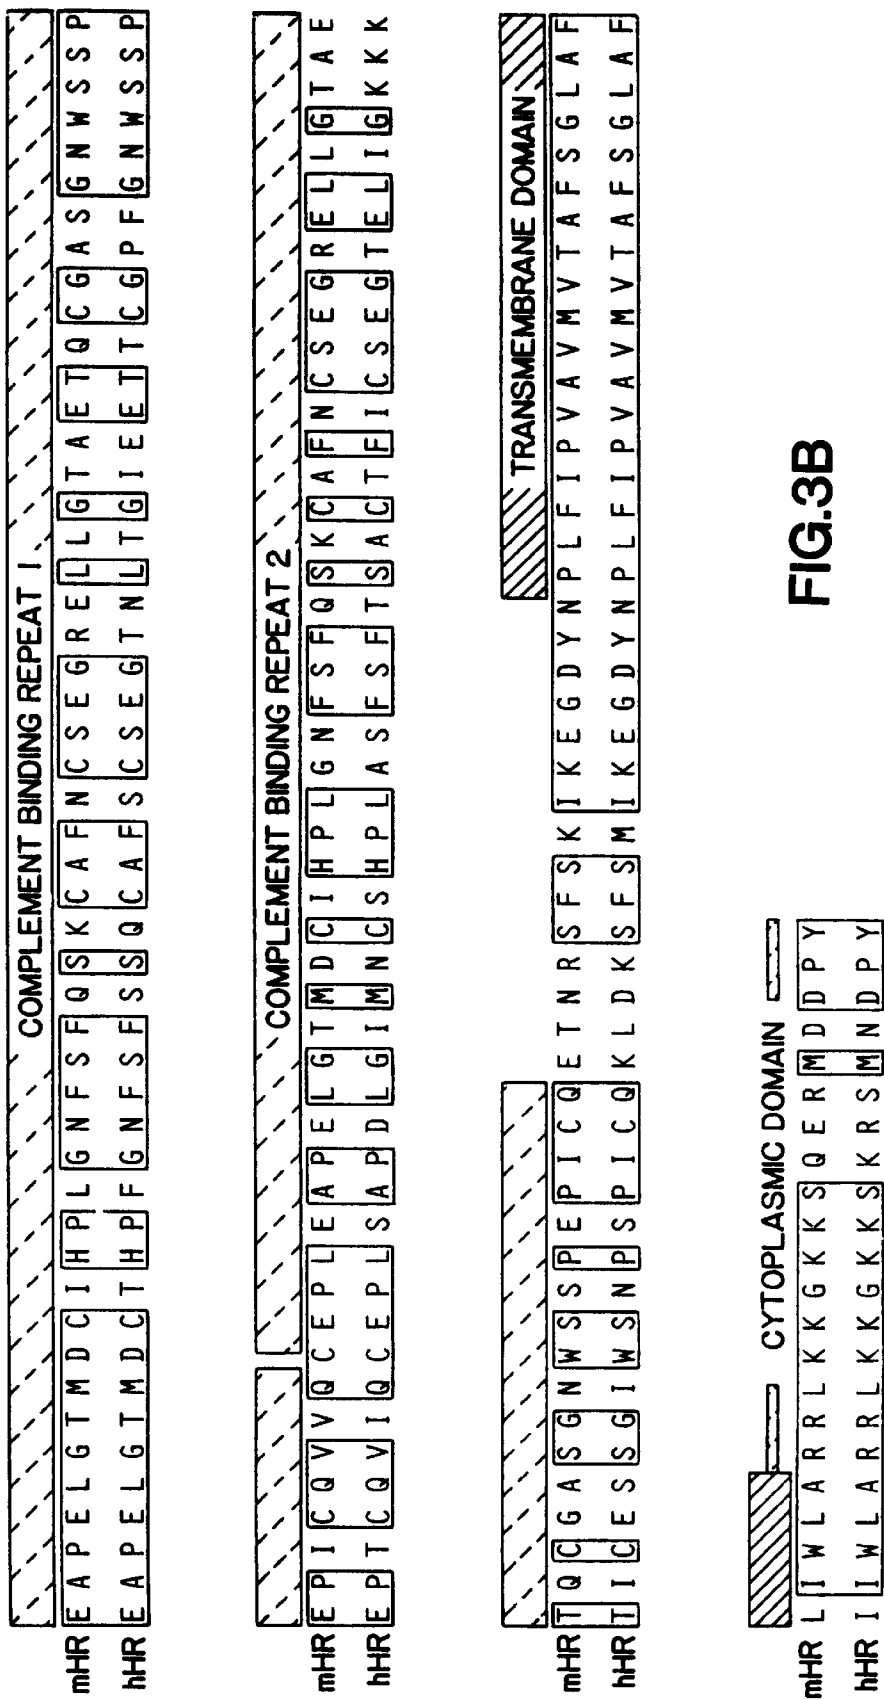 COMPLEMENT BINDING REPEAT 1
mHR E A P E L G T M D C I H P L G N F S F Q S K C A F N C S E G R E L L G T A E T Q C G A S G N W S S P
hHR E A P E L G T M D C T H P F G N F S F S S Q C A F S C S E G T N L T G I E E T T C G P F G N W S S P
COMPLEMENT BINDING REPEAT 2
mHR E P I C Q V V Q C E P L E A P E L G T M D C I H P L G N F S F Q S K C A F N C S E G R E L L G T A E
hHR E P T C Q V I Q C E P L S A P D L G I M N C S H P L A S F S F T S A C T F I C S E G T E L I G K K K
TRANSMEMBRANE DOMAIN
mHR T Q C G A S G N W S S P E P I C Q E T N R S F S K I K E G D Y N P L F I P V A V M V T A F S G L A F
hHR T I C E S S G I W S N P S P I C Q K L D K S F S M I K E G D Y N P L F I P V A V M V T A F S G L A F
CYTOPLASMIC DOMAIN
mHR L I W L A R R L K K G K K S Q E R M D D P Y
hHR I I W L A R R L K K G K K S K R S M N D P Y
FIG.3B